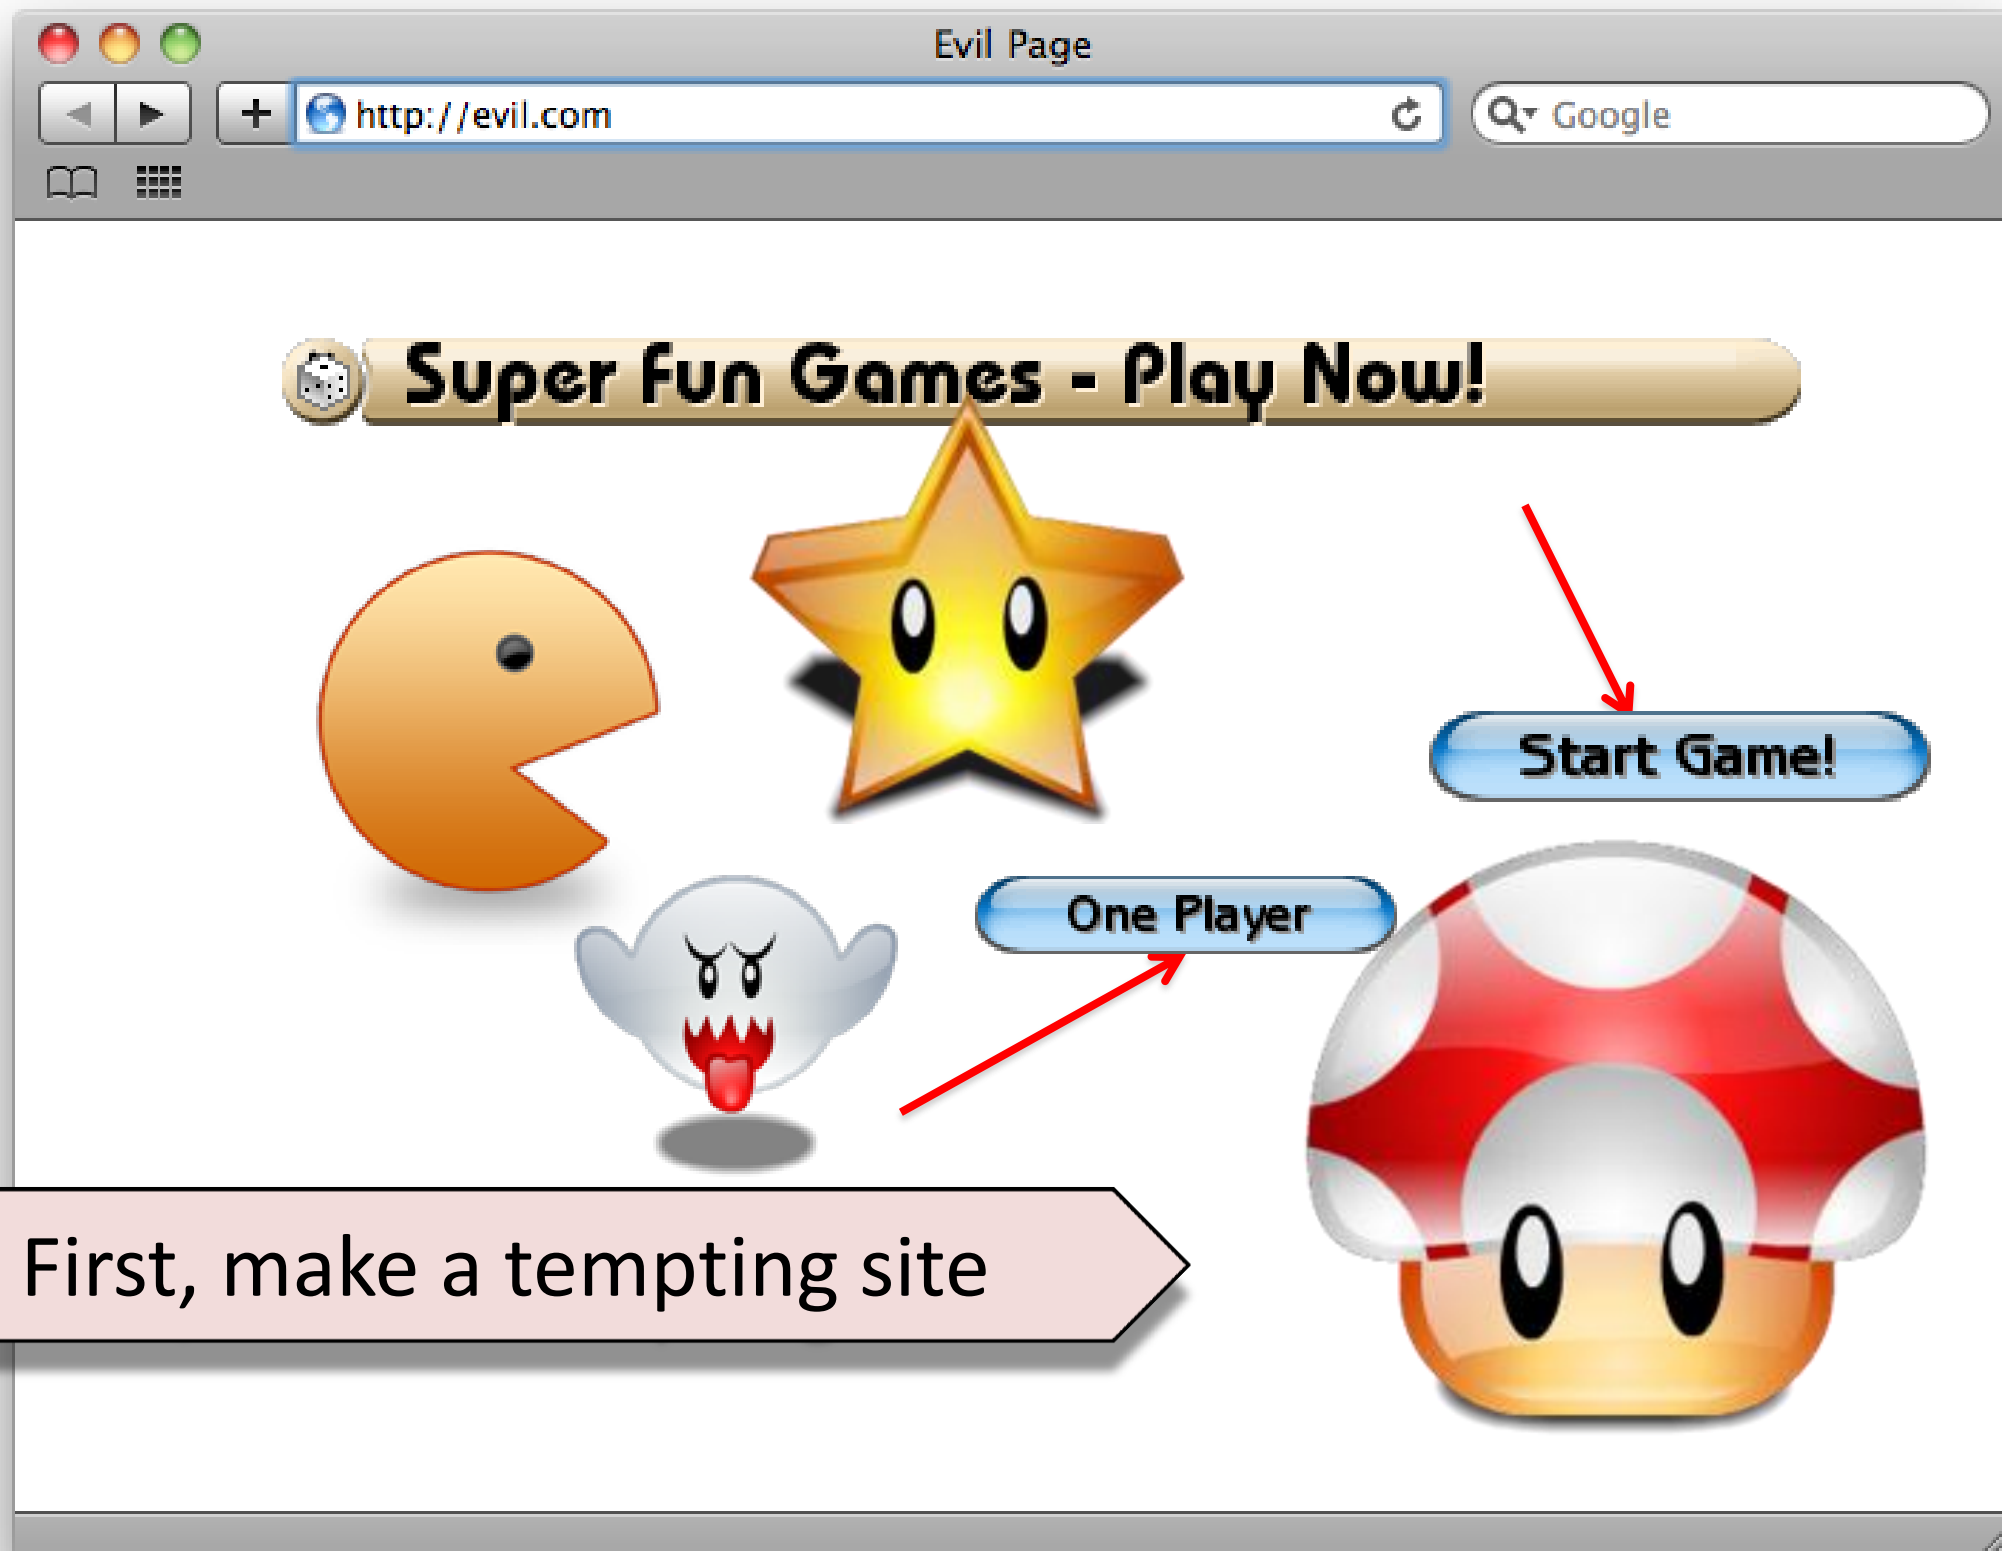 Evil Page
http://evil.com
Google
Super Fun Games - Play Now!
Start Game!
One Player
First, make a tempting site